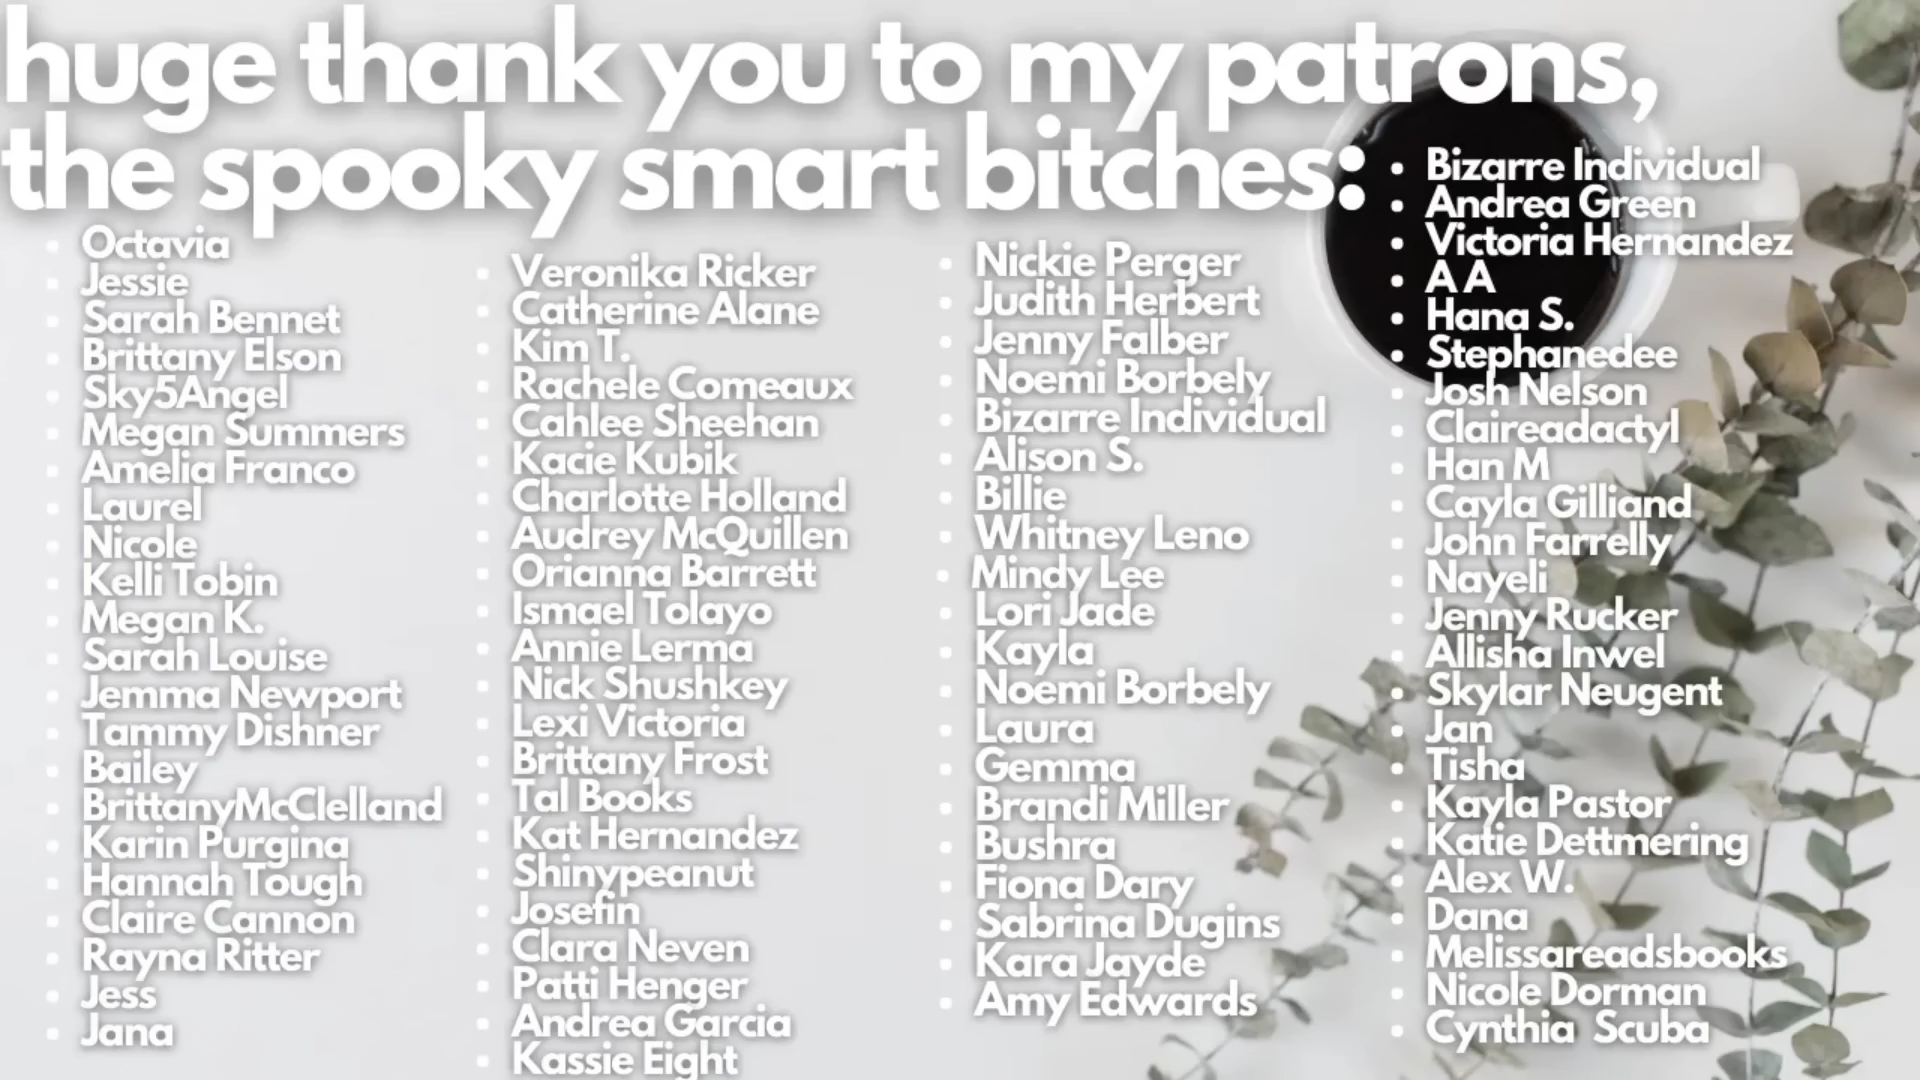 huge thank you to my patrons,
the spooky smart bitches:
Octavia
Jessie
Sarah Bennet
Brittany Elson
Sky5Angel
Megan Summers
Amelia Franco
Laurel
Nicole
Kelli Tobin
Megan K.
Sarah Louise
Jemma Newport
Tammy Dishner
Bailey
BrittanyMcClelland
Karin Purgina
Hannah Tough
Claire Cannon
Rayna Ritter
Jess
Jana
Veronika Ricker
Catherine Alane
Kim T.
Rachele Comeaux
Cahlee Sheehan
Kacie Kubik
Charlotte Holland
Audrey McQuillen
Orianna Barrett
Ismael Tolayo
Annie Lerma
Nick Shushkey
Lexi Victoria
Brittany Frost
Tal Books
Kat Hernandez
Shinypeanut
Josefin
Clara Neven
Patti Henger
Andrea Garcia
Kassie Eight
Nickie Perger
Judith Herbert
Jenny Falber
Noemi Borbely
Bizarre Individual
Alison S.
Billie
Whitney Leno
Mindy Lee
Lori Jade
Kayla
Noemi Borbely
Laura
Gemma
Brandi Miller
Bushra
Fiona Dary
Sabrina Dugins
Kara Jayde
Amy Edwards
Bizarre Individual
Andrea Green
Victoria Hernandez
A A
Hana S.
Stephanedee
Josh Nelson
Claireadactyl
Han M
Cayla Gilliand
John Farrelly
Nayeli
Jenny Rucker
Allisha Inwel
Skylar Neugent
Jan
Tisha
Kayla Pastor
Katie Dettmering
Alex W.
Dana
Melissareadsbooks
Nicole Dorman
Cynthia Scuba